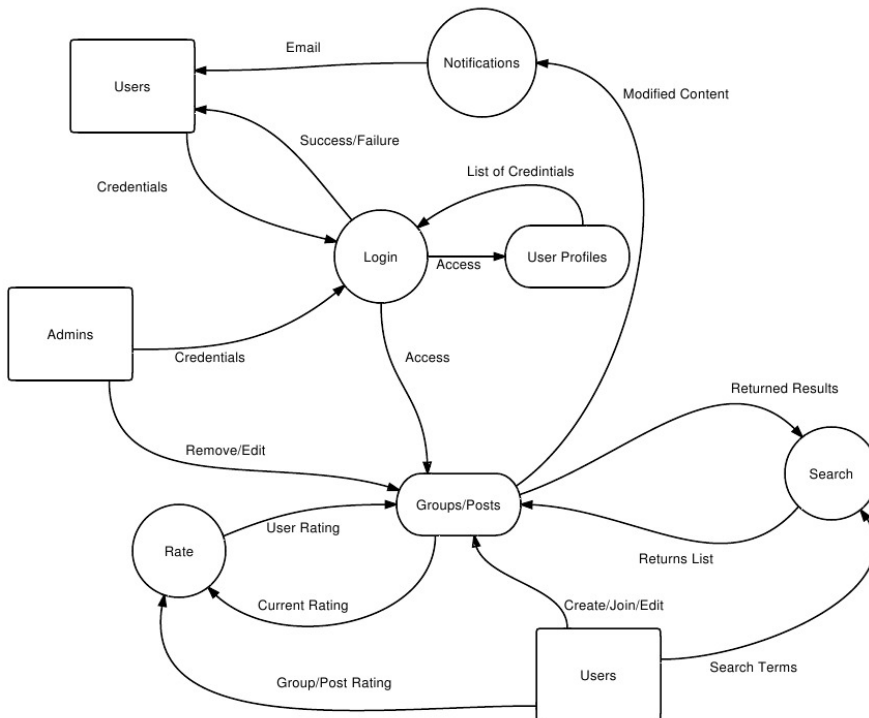 Email
Notifications
Users
Modified Content
Success/Failure
List of Credintials
Credentials
Login
Access
User Profiles
Admins
Credentials
Access
Returned Results
Remove/Edit
Search
Groups/Posts
User Rating
Rate
Returns List
Current Rating
Create/Join/Edit
Search Terms
Users
Group/Post Rating